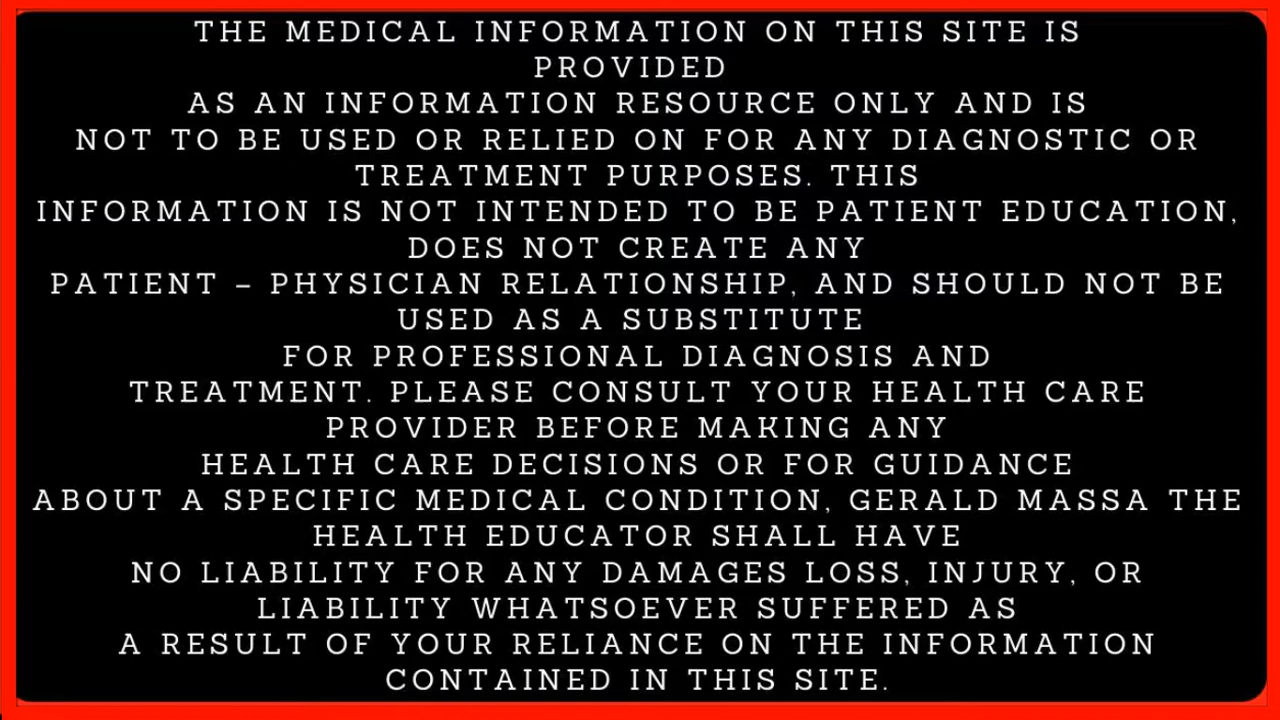 THE MEDICAL INFORMATION ON THIS SITE IS
PROVIDED
AS AN INFORMATION RESOURCE ONLY AND IS
NOT TO BE USED OR RELIED ON FOR ANY DIAGNOSTIC OR
TREATMENT PURPOSES. THIS
INFORMATION IS NOT INTENDED TO BE PATIENT EDUCATION,
DOES NOT CREATE ANY
PATIENT – PHYSICIAN RELATIONSHIP, AND SHOULD NOT BE
USED AS A SUBSTITUTE
FOR PROFESSIONAL DIAGNOSIS AND
TREATMENT. PLEASE CONSULT YOUR HEALTH CARE
PROVIDER BEFORE MAKING ANY
HEALTH CARE DECISIONS OR FOR GUIDANCE
ABOUT A SPECIFIC MEDICAL CONDITION, GERALD MASSA THE
HEALTH EDUCATOR SHALL HAVE
NO LIABILITY FOR ANY DAMAGES LOSS, INJURY, OR
LIABILITY WHATSOEVER SUFFERED AS
A RESULT OF YOUR RELIANCE ON THE INFORMATION
CONTAINED IN THIS SITE.